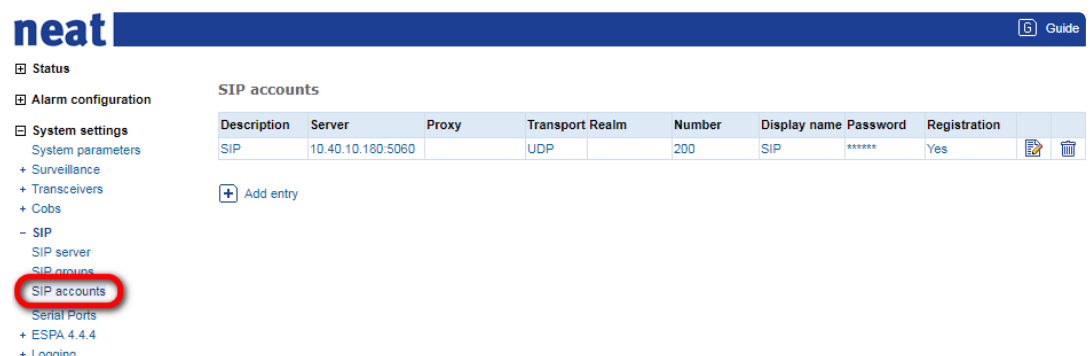 neat
G Guide
Status
Alarm configuration
System settings
System parameters
+ Surveillance
+ Transceivers
+ Cobs
– SIP
SIP server
SIP groups
SIP accounts
Serial Ports
+ ESPA 4.4.4
+ Logging
SIP accounts
Description Server Proxy Transport Realm Number Display name Password Registration
SIP 10.40.10.180:5060 UDP 200 SIP ****** Yes
Add entry